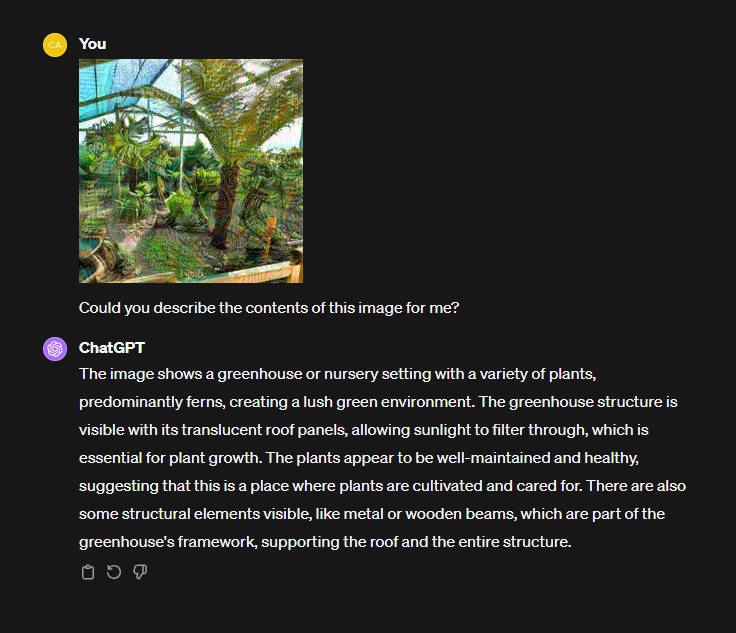 CA
You
Could you describe the contents of this image for me?
ChatGPT
The image shows a greenhouse or nursery setting with a variety of plants,
predominantly ferns, creating a lush green environment. The greenhouse structure is
visible with its translucent roof panels, allowing sunlight to filter through, which is
essential for plant growth. The plants appear to be well-maintained and healthy,
suggesting that this is a place where plants are cultivated and cared for. There are also
some structural elements visible, like metal or wooden beams, which are part of the
greenhouse's framework, supporting the roof and the entire structure.